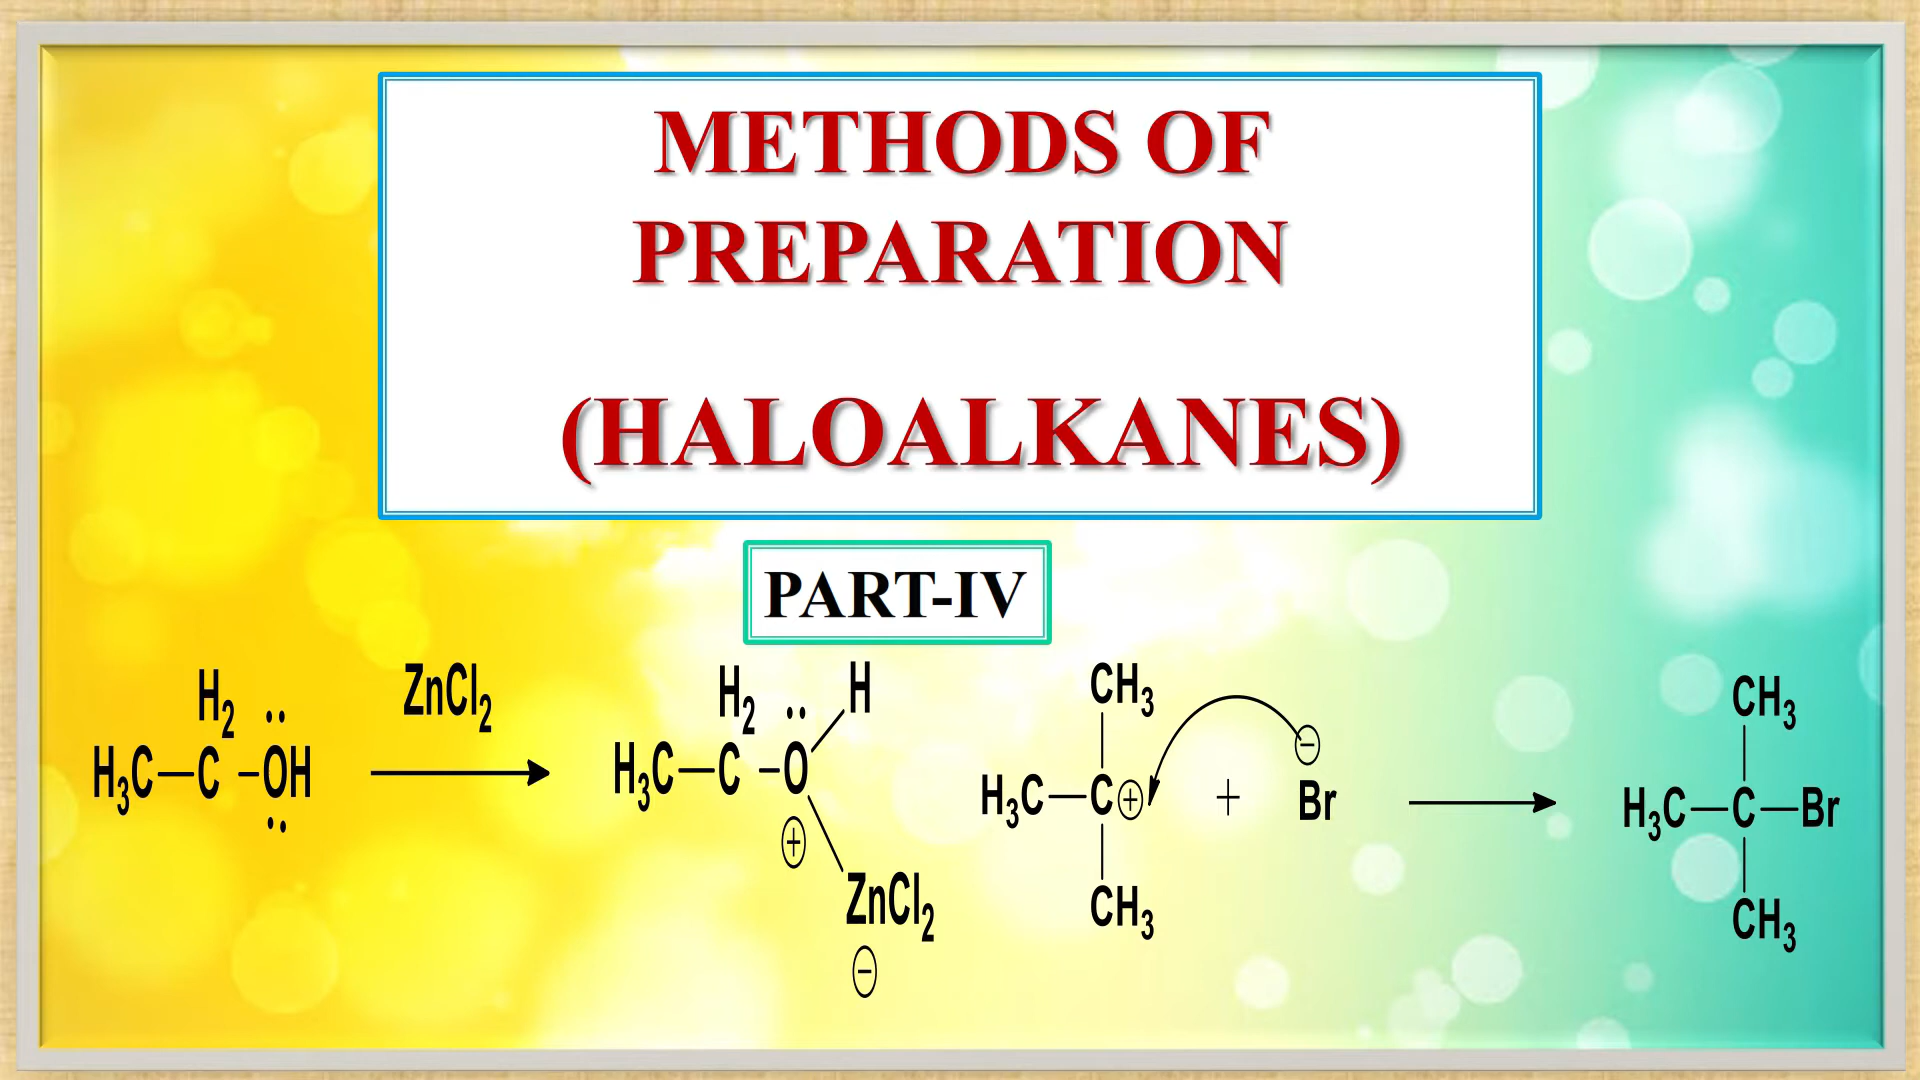 METHODS OF
PREPARATION
(HALOALKANES)
PART-IV
H₃C—C—OH
H₂
ZnCl₂
H₃C—C—O
H₂
H
⊕
ZnCl₂
⊖
CH₃
H₃C—C⊕ + Br
⊖
CH₃
CH₃
H₃C—C—Br
CH₃